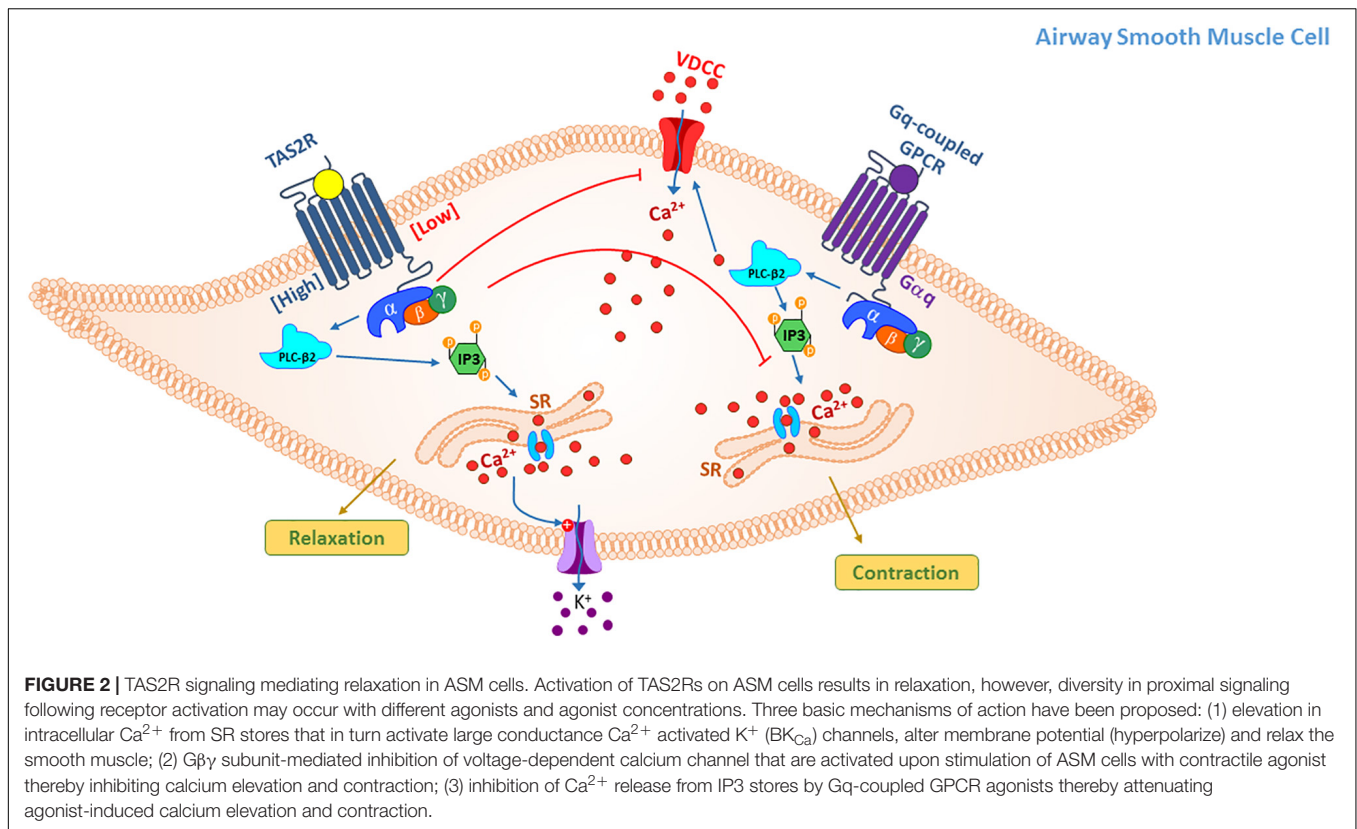 Airway Smooth Muscle Cell
VDCC
TAS2R
Gq-coupled
GPCR
[Low]
Ca²⁺
[High]
α
β
γ
PLC-β2
Gαq
PLC-β2
α
β
γ
P
P
P
IP3
P
P
P
IP3
SR
Ca²⁺
Ca²⁺
SR
+
Relaxation
Contraction
K⁺
FIGURE 2 | TAS2R signaling mediating relaxation in ASM cells. Activation of TAS2Rs on ASM cells results in relaxation, however, diversity in proximal signaling
following receptor activation may occur with different agonists and agonist concentrations. Three basic mechanisms of action have been proposed: (1) elevation in
intracellular Ca²⁺ from SR stores that in turn activate large conductance Ca²⁺ activated K⁺ (BK_Ca) channels, alter membrane potential (hyperpolarize) and relax the
smooth muscle; (2) Gβγ subunit-mediated inhibition of voltage-dependent calcium channel that are activated upon stimulation of ASM cells with contractile agonist
thereby inhibiting calcium elevation and contraction; (3) inhibition of Ca²⁺ release from IP3 stores by Gq-coupled GPCR agonists thereby attenuating
agonist-induced calcium elevation and contraction.